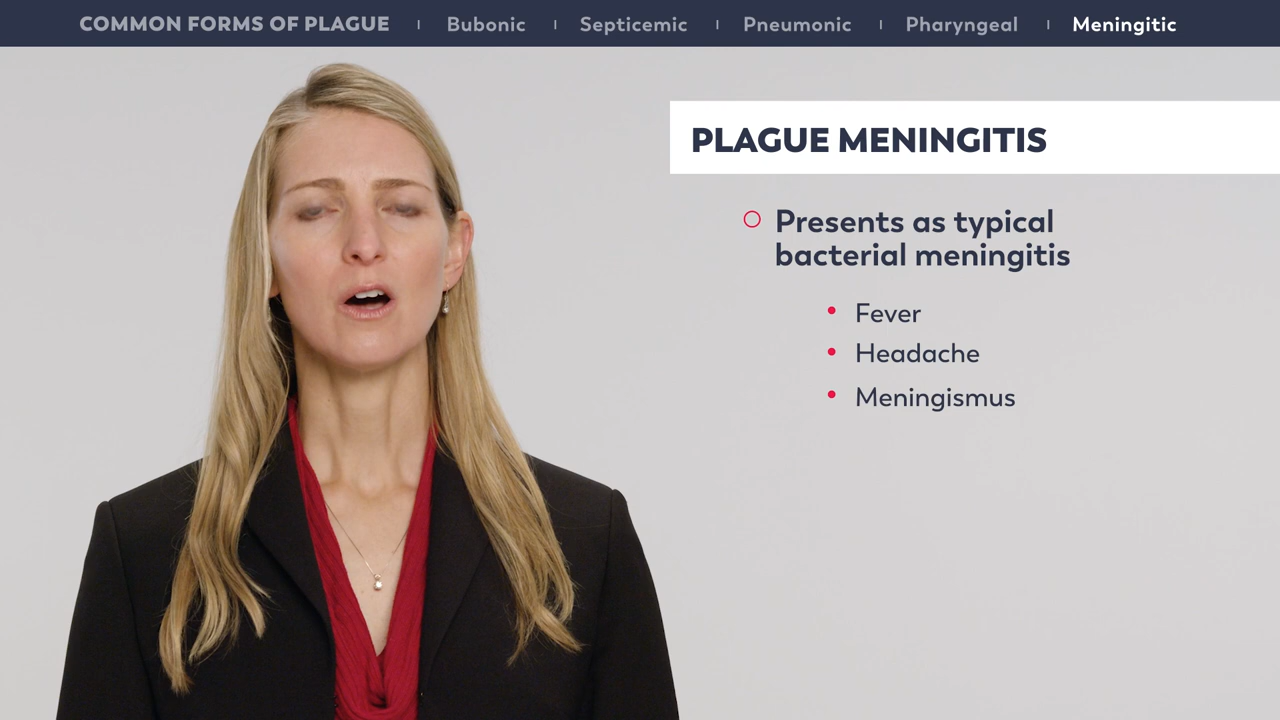 COMMON FORMS OF PLAGUE Bubonic Septicemic Pneumonic Pharyngeal Meningitic
PLAGUE MENINGITIS
Presents as typical
bacterial meningitis
Fever
Headache
Meningismus